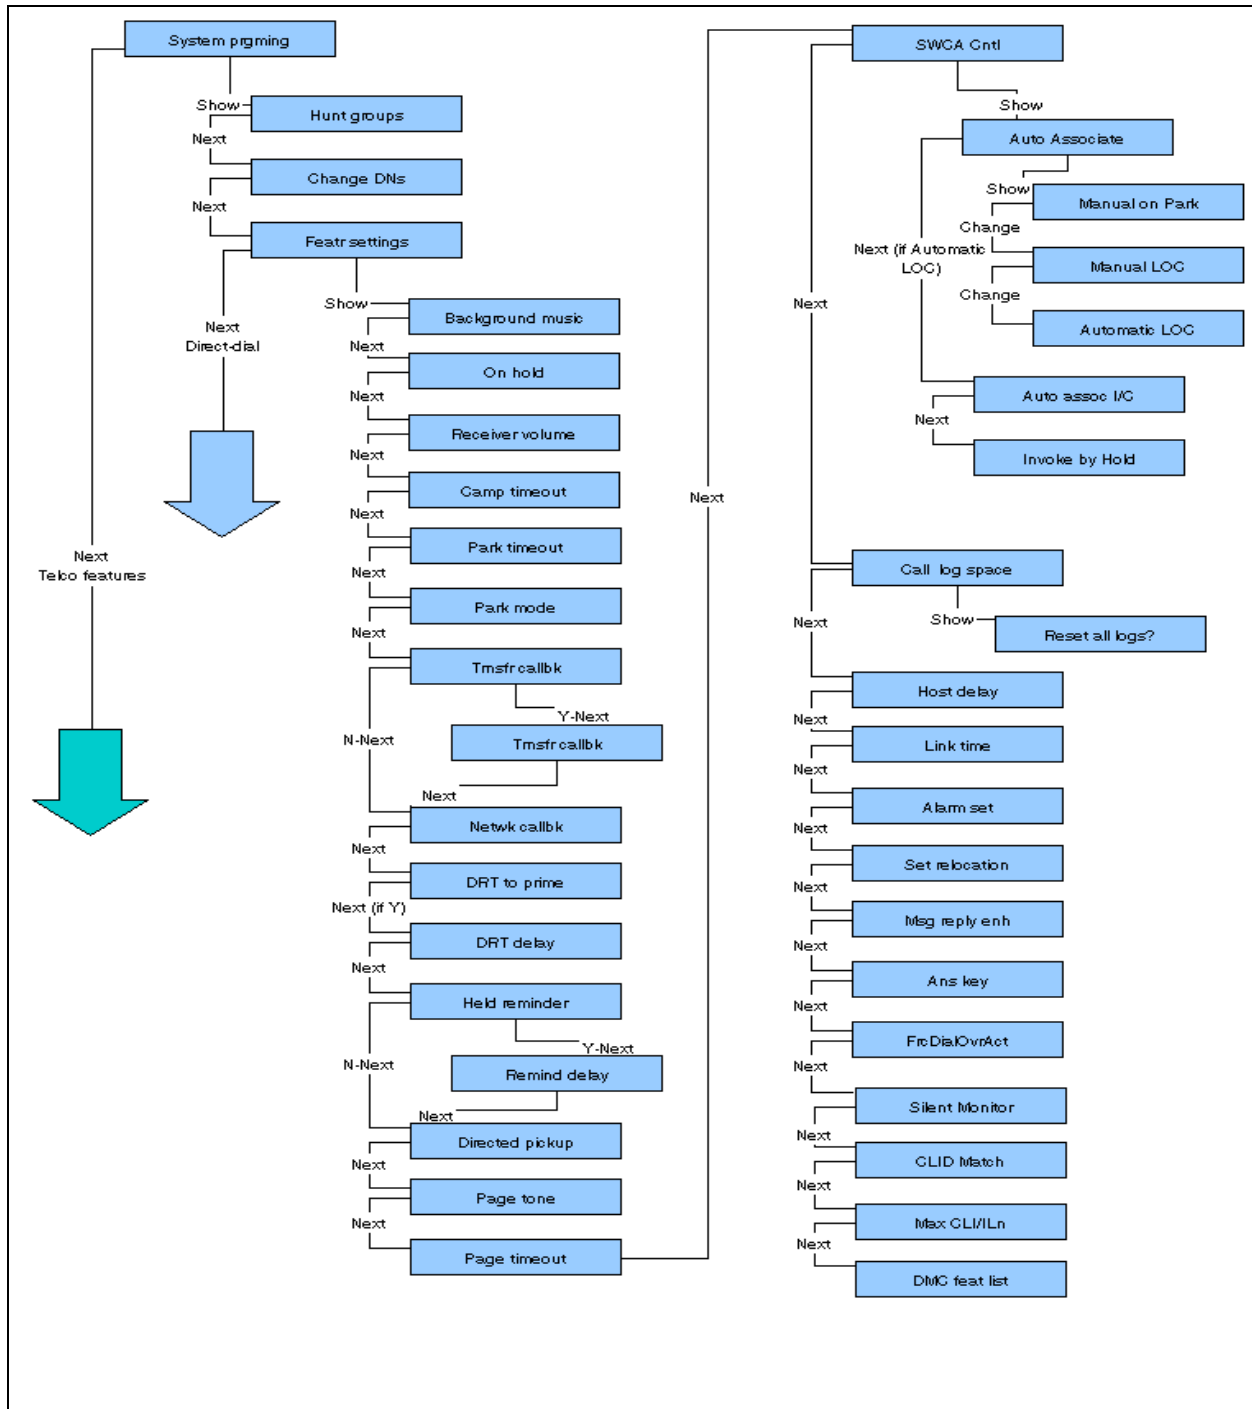 System prgming
Show
Hunt groups
Next
Change DNs
Next
Featr settings
Next
Direct-dial
Next
Telco features
Show
Background music
Next
On hold
Next
Receiver volume
Next
Camp timeout
Next
Park timeout
Next
Park mode
Next
Trnsfr callbk
Y-Next
Trnsfr callbk
N-Next
Next
Netwk callbk
Next
DRT to prime
Next (if Y)
DRT delay
Next
Held reminder
Y-Next
Remind delay
N-Next
Next
Directed pickup
Next
Page tone
Next
Page timeout
Next
SWCA Cntl
Show
Auto Associate
Show
Manual on Park
Change
Manual LOC
Change
Automatic LOC
Next (if Automatic
LOC)
Auto assoc I/C
Next
Invoke by Hold
Next
Call log space
Show
Reset all logs?
Next
Host delay
Next
Link time
Next
Alarm set
Next
Set relocation
Next
Msg reply enh
Next
Ans key
Next
FrcDialOvrAct
Next
Silent Monitor
Next
CLID Match
Next
Max CLI/ILn
Next
DMC feat list